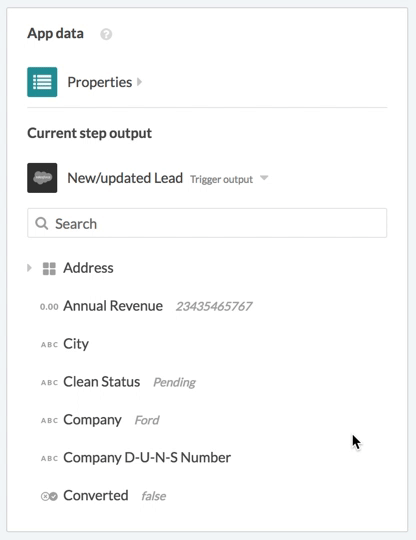 App data ?
Properties
Current step output
New/updated Lead Trigger output
Search
Address
0.00 Annual Revenue 23435465767
ABC City
ABC Clean Status Pending
ABC Company Ford
ABC Company D-U-N-S Number
Converted false